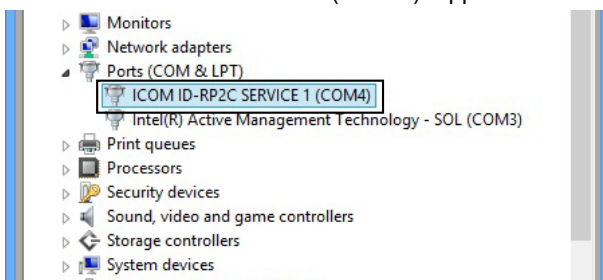 Monitors
Network adapters
Ports (COM & LPT)
ICOM ID-RP2C SERVICE 1 (COM4)
Intel(R) Active Management Technology - SOL (COM3)
Print queues
Processors
Security devices
Sound, video and game controllers
Storage controllers
System devices